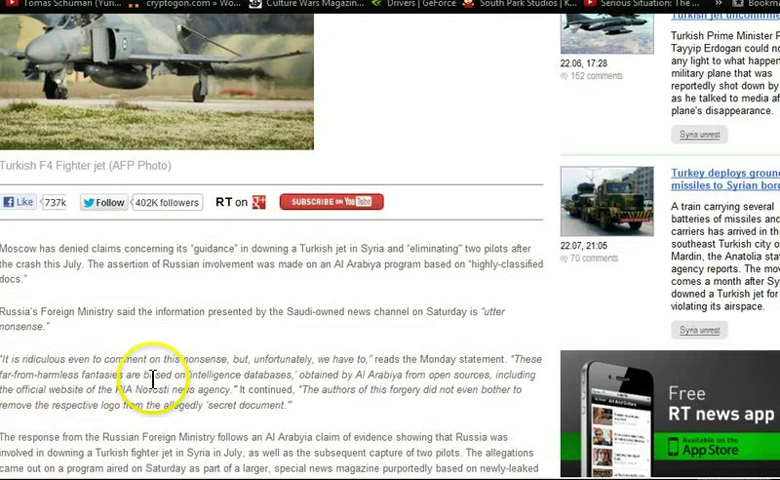 Tomas Schuman (Yuri...
cryptogon.com » Wo...
Culture Wars Magazin...
Drivers | GeForce
South Park Studios | K...
Serious Situation: The ...
»
Bookma
Turkish F4 Fighter jet (AFP Photo)
Like 737k
Follow 402K followers
RT on g+
SUBSCRIBE ON YouTube
Moscow has denied claims concerning its “guidance” in downing a Turkish jet in Syria and “eliminating” two pilots after
the crash this July. The assertion of Russian involvement was made on an Al Arabiya program based on “highly-classified
docs.”
Russia’s Foreign Ministry said the information presented by the Saudi-owned news channel on Saturday is “utter
nonsense.”
“It is ridiculous even to comment on this nonsense, but, unfortunately, we have to,” reads the Monday statement. “These
far-from-harmless fantasies are based on ‘intelligence databases,’ obtained by Al Arabiya from open sources, including
the official website of the RIA Novosti news agency.” It continued, “The authors of this forgery did not even bother to
remove the respective logo from the allegedly ‘secret document.’”
The response from the Russian Foreign Ministry follows an Al Arabyia claim of evidence showing that Russia was
involved in downing a Turkish fighter jet in Syria in July, as well as the subsequent capture of two pilots. The allegations
came out on a program aired on Saturday as part of a larger, special news magazine purportedly based on newly-leaked
22.06, 17:28
152 comments
Turkish jet unconfirm
Turkish Prime Minister R
Tayyip Erdogan could no
any light to what happen
military plane that was
reportedly shot down by
as he talked to media af
plane's disappearance.
Syria unrest
22.07, 21:05
70 comments
Turkey deploys groun
missiles to Syrian bor
A train carrying several
batteries of missiles and
carriers has arrived in th
southeast Turkish city o
Mardin, the Anatolia stat
agency reports. The mov
comes a month after Sy
downed a Turkish jet for
violating its airspace.
Syria unrest
Free
RT news app
Available on the
App Store